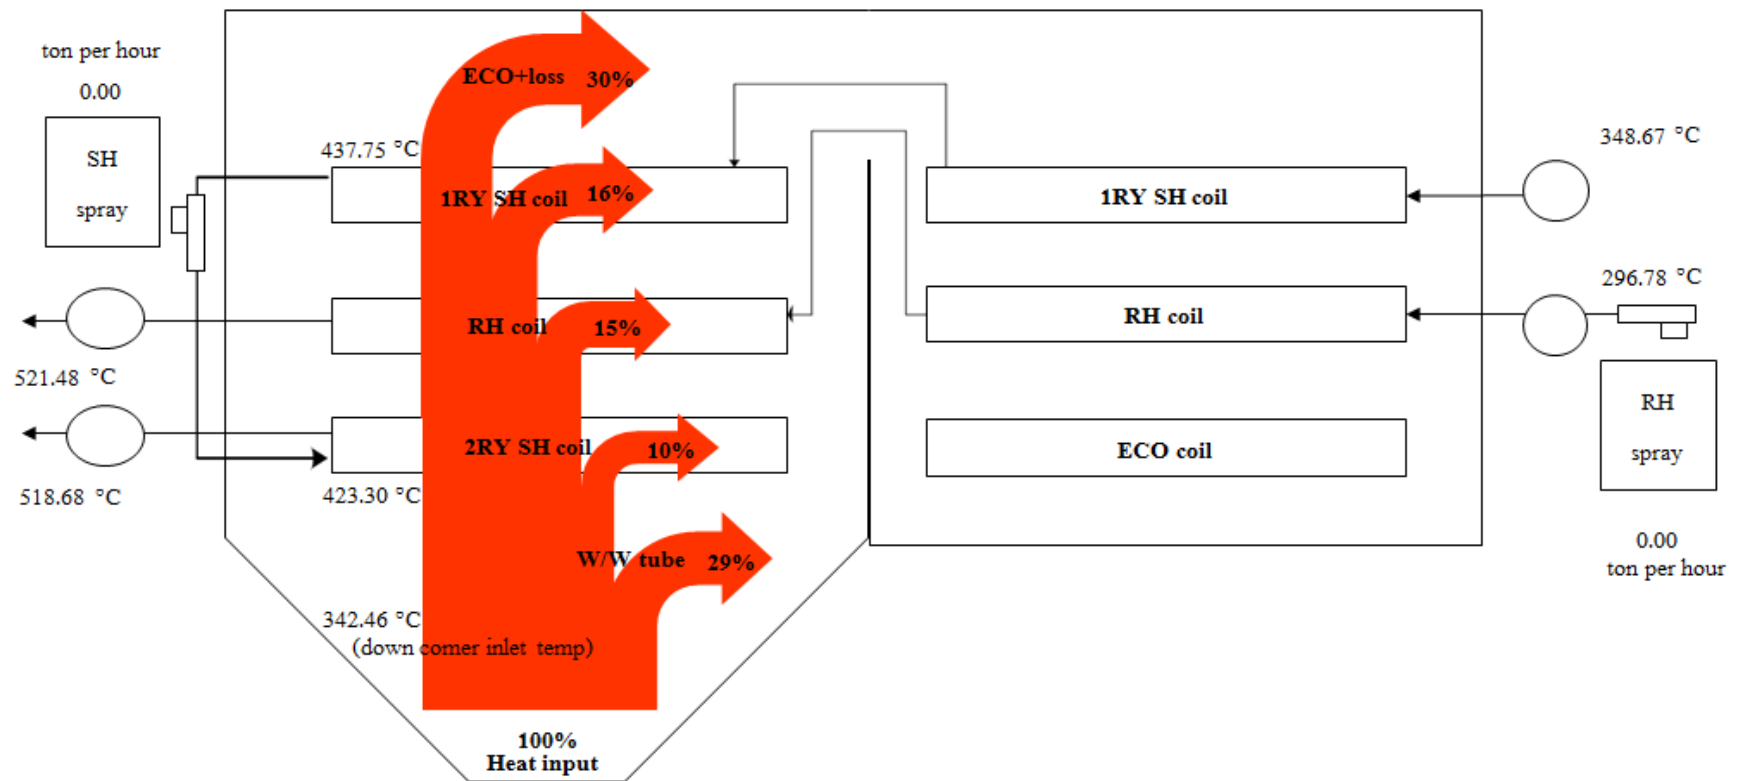 ton per hour
0.00
SH
spray
437.75 °C
ECO+loss 30%
1RY SH coil 16%
RH coil 15%
2RY SH coil 10%
W/W tube 29%
521.48 °C
518.68 °C
423.30 °C
342.46 °C
(down comer inlet temp)
100%
Heat input
1RY SH coil
RH coil
ECO coil
348.67 °C
296.78 °C
RH
spray
0.00
ton per hour